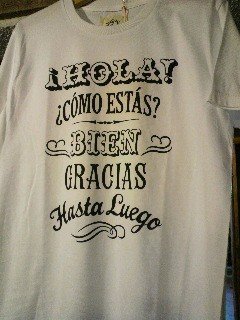 ¡HOLA!
¿CÓMO ESTÁS?
BIEN
GRACIAS
Hasta Luego